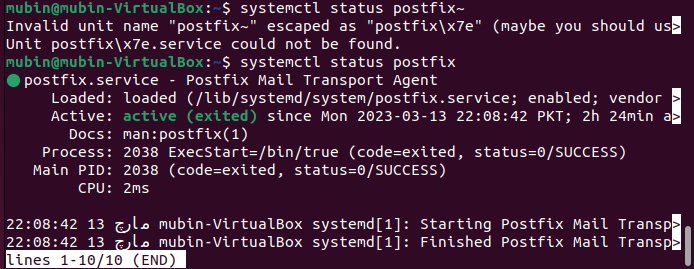 mubin@mubin-VirtualBox:~$ systemctl status postfix~
Invalid unit name "postfix~" escaped as "postfix\x7e" (maybe you should us>
Unit postfix\x7e.service could not be found.
mubin@mubin-VirtualBox:~$ systemctl status postfix
● postfix.service - Postfix Mail Transport Agent
     Loaded: loaded (/lib/systemd/system/postfix.service; enabled; vendor >
     Active: active (exited) since Mon 2023-03-13 22:08:42 PKT; 2h 24min a>
       Docs: man:postfix(1)
    Process: 2038 ExecStart=/bin/true (code=exited, status=0/SUCCESS)
   Main PID: 2038 (code=exited, status=0/SUCCESS)
        CPU: 2ms
22:08:42 13 مارچ mubin-VirtualBox systemd[1]: Starting Postfix Mail Transp>
22:08:42 13 مارچ mubin-VirtualBox systemd[1]: Finished Postfix Mail Transp>
lines 1-10/10 (END)